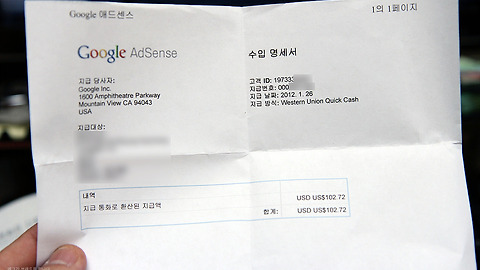 Google 애드센스
1의 1페이지
Google AdSense
수입 명세서
지급 당사자:
Google Inc.
1600 Amphitheatre Parkway
Mountain View CA 94043
USA
고객 ID: 197333
지급번호: 000
지급 날짜: 2012. 1. 26
지급 방식: Western Union Quick Cash
지급대상:
내역
USD US$102.72
지급 통화로 환산된 지급액
합계: USD US$102.72